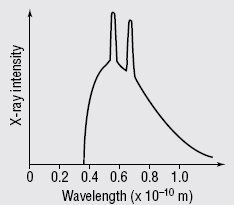 X-ray intensity
0 0.2 0.4 0.6 0.8 1.0
Wavelength (x 10⁻¹⁰ m)